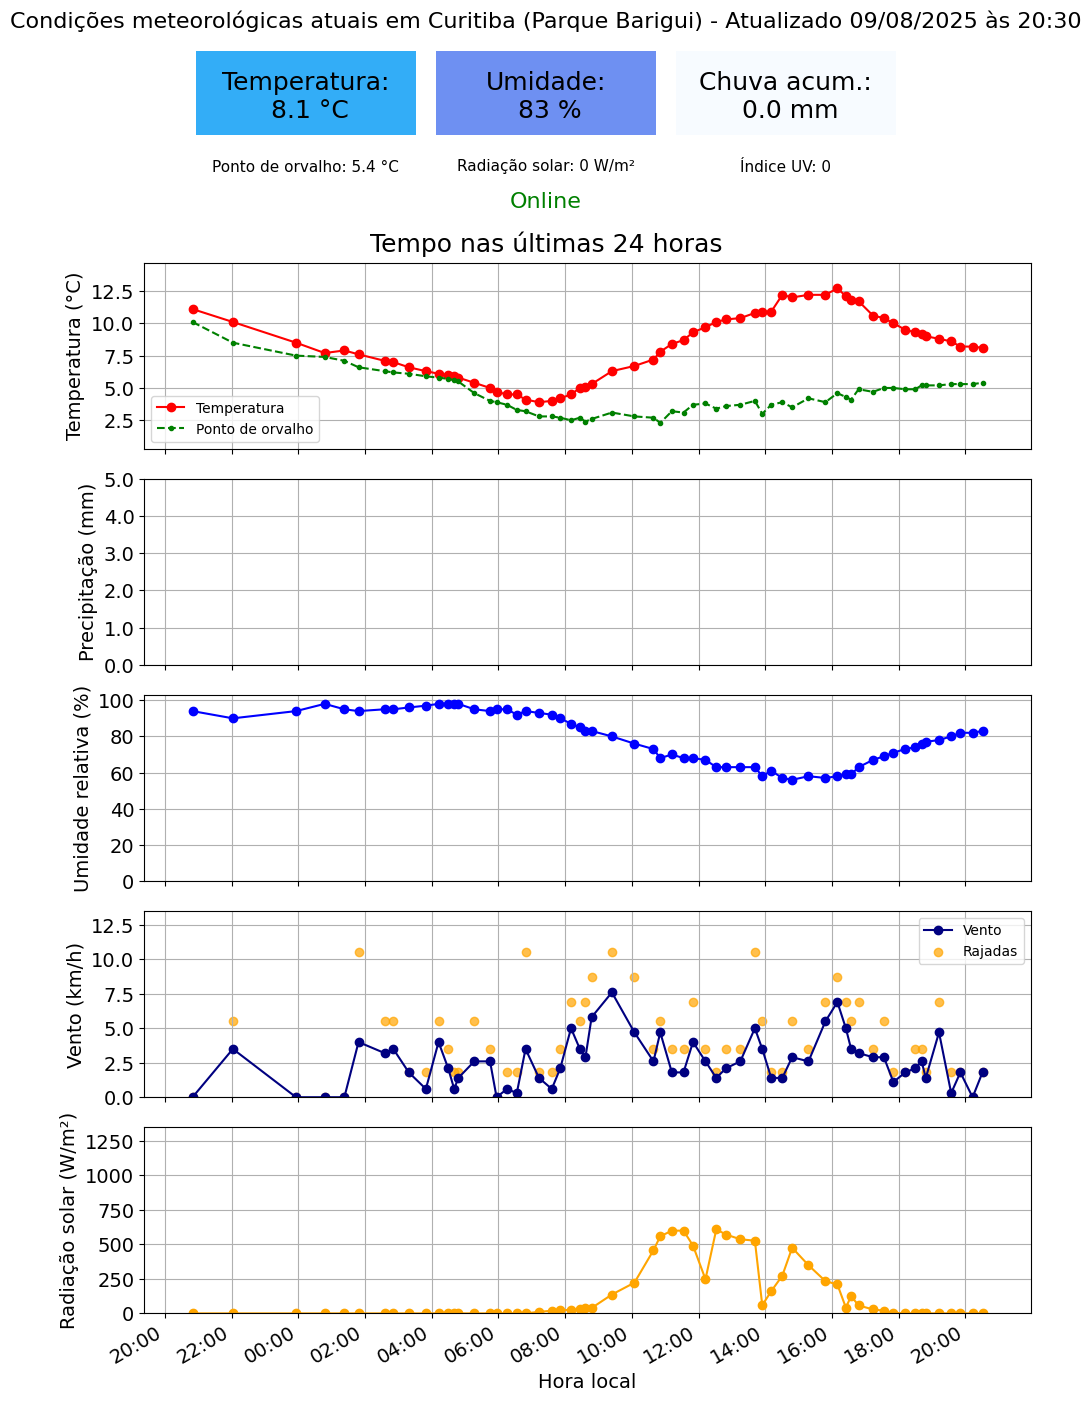 Condições meteorológicas atuais em Curitiba (Parque Barigui) - Atualizado 09/08/2025 às 20:30
Temperatura:
8.1 °C
Umidade:
83 %
Chuva acum.:
0.0 mm
Ponto de orvalho: 5.4 °C
Radiação solar: 0 W/m²
Índice UV: 0
Online
Tempo nas últimas 24 horas
Temperatura (°C)
12.5
10.0
7.5
5.0
2.5
Temperatura
Ponto de orvalho
Precipitação (mm)
5.0
4.0
3.0
2.0
1.0
0.0
Umidade relativa (%)
100
80
60
40
20
0
Vento (km/h)
12.5
10.0
7.5
5.0
2.5
0.0
Vento
Rajadas
Radiação solar (W/m²)
1250
1000
750
500
250
0
20:00
22:00
00:00
02:00
04:00
06:00
08:00
10:00
12:00
14:00
16:00
18:00
20:00
Hora local